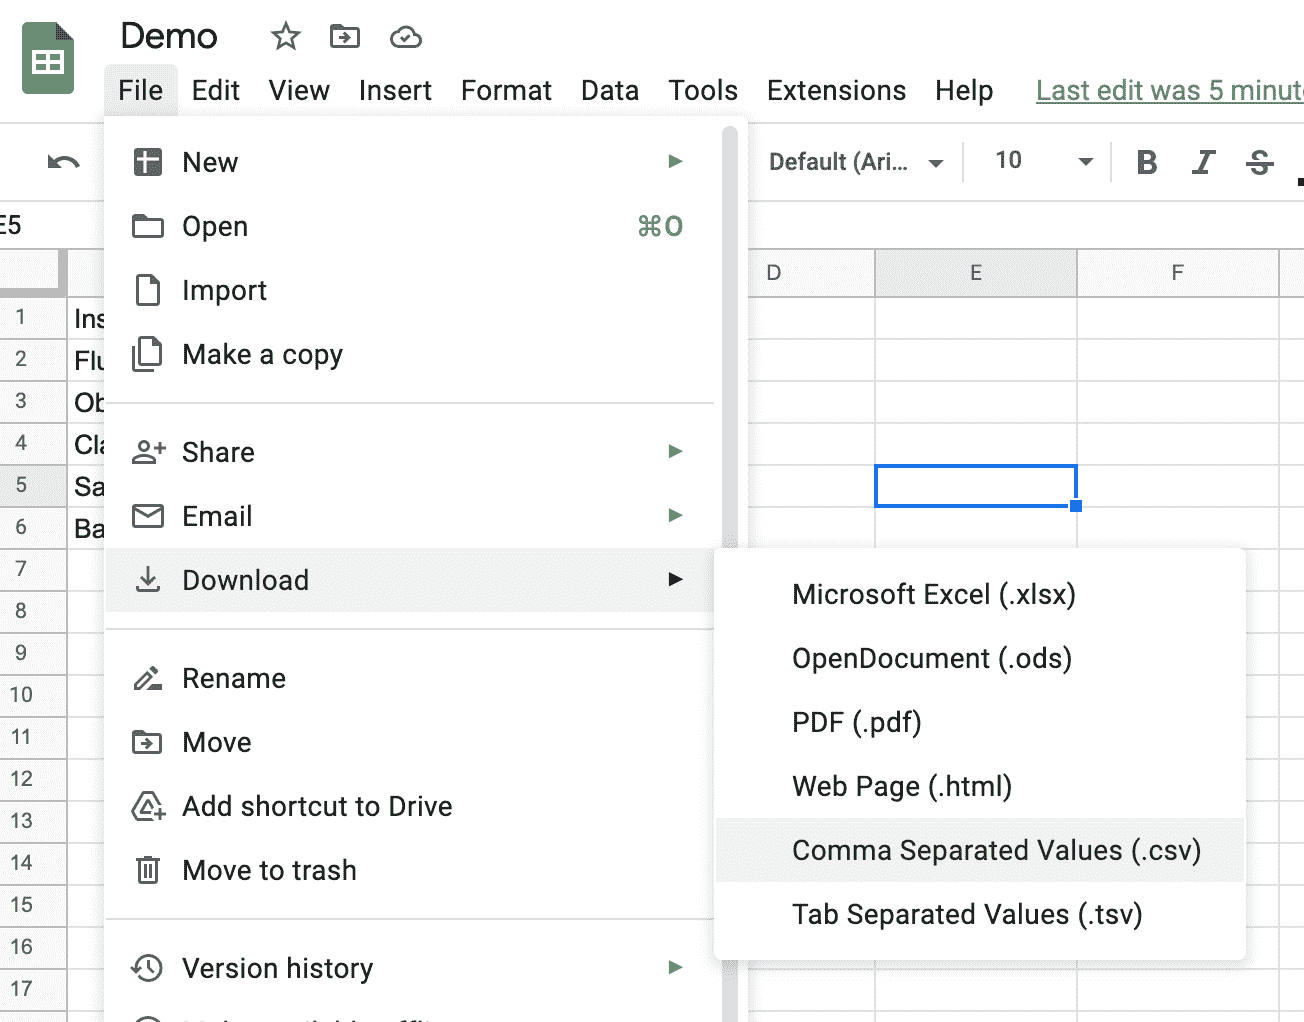 Demo
File Edit View Insert Format Data Tools Extensions Help Last edit was 5 minut
Default (Ari... 10 B I S
E5
D E F
New
Open ⌘O
Import
Make a copy
Share
Email
Download
Rename
Move
Add shortcut to Drive
Move to trash
Version history
Microsoft Excel (.xlsx)
OpenDocument (.ods)
PDF (.pdf)
Web Page (.html)
Comma Separated Values (.csv)
Tab Separated Values (.tsv)
1 Ins
2 Flu
3 Ob
4 Cla
5 Sa
6 Ba
7
8
9
10
11
12
13
14
15
16
17